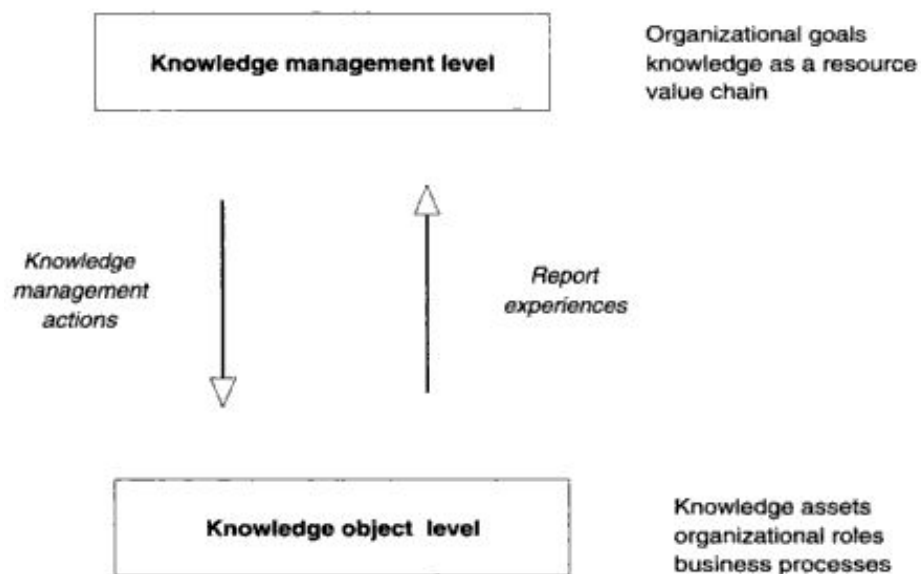 Knowledge management level
Organizational goals
knowledge as a resource
value chain
Knowledge
management
actions
Report
experiences
Knowledge object level
Knowledge assets
organizational roles
business processes